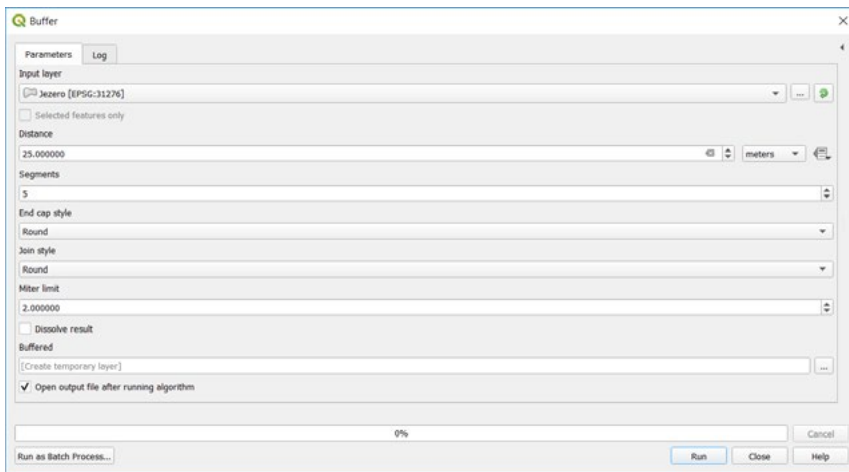 Buffer
Parameters Log
Input layer
Jezero [EPSG:31276]
...
Selected features only
Distance
25.000000 meters
Segments
5
End cap style
Round
Join style
Round
Miter limit
2.000000
Dissolve result
Buffered
[Create temporary layer]
...
Open output file after running algorithm
0% Cancel
Run as Batch Process... Run Close Help